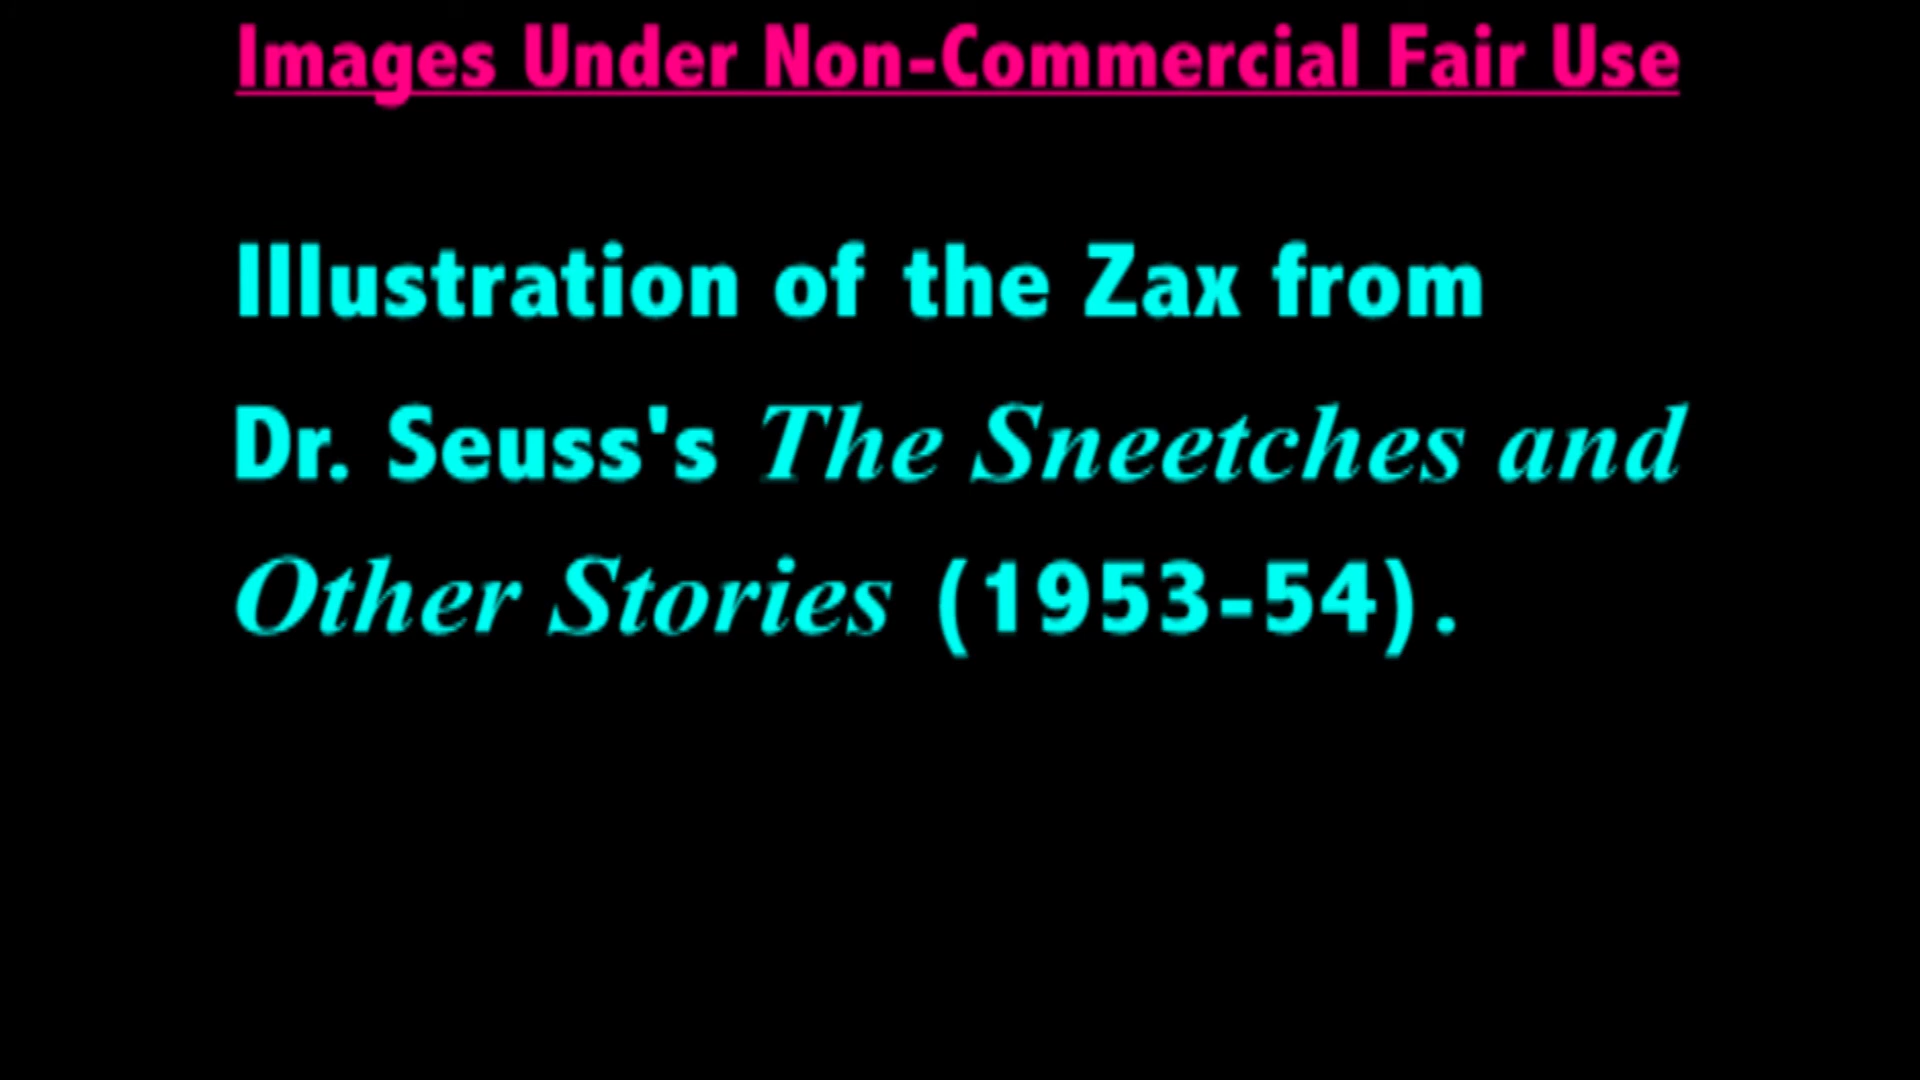 Images Under Non-Commercial Fair Use
Illustration of the Zax from
Dr. Seuss's The Sneetches and
Other Stories (1953-54).